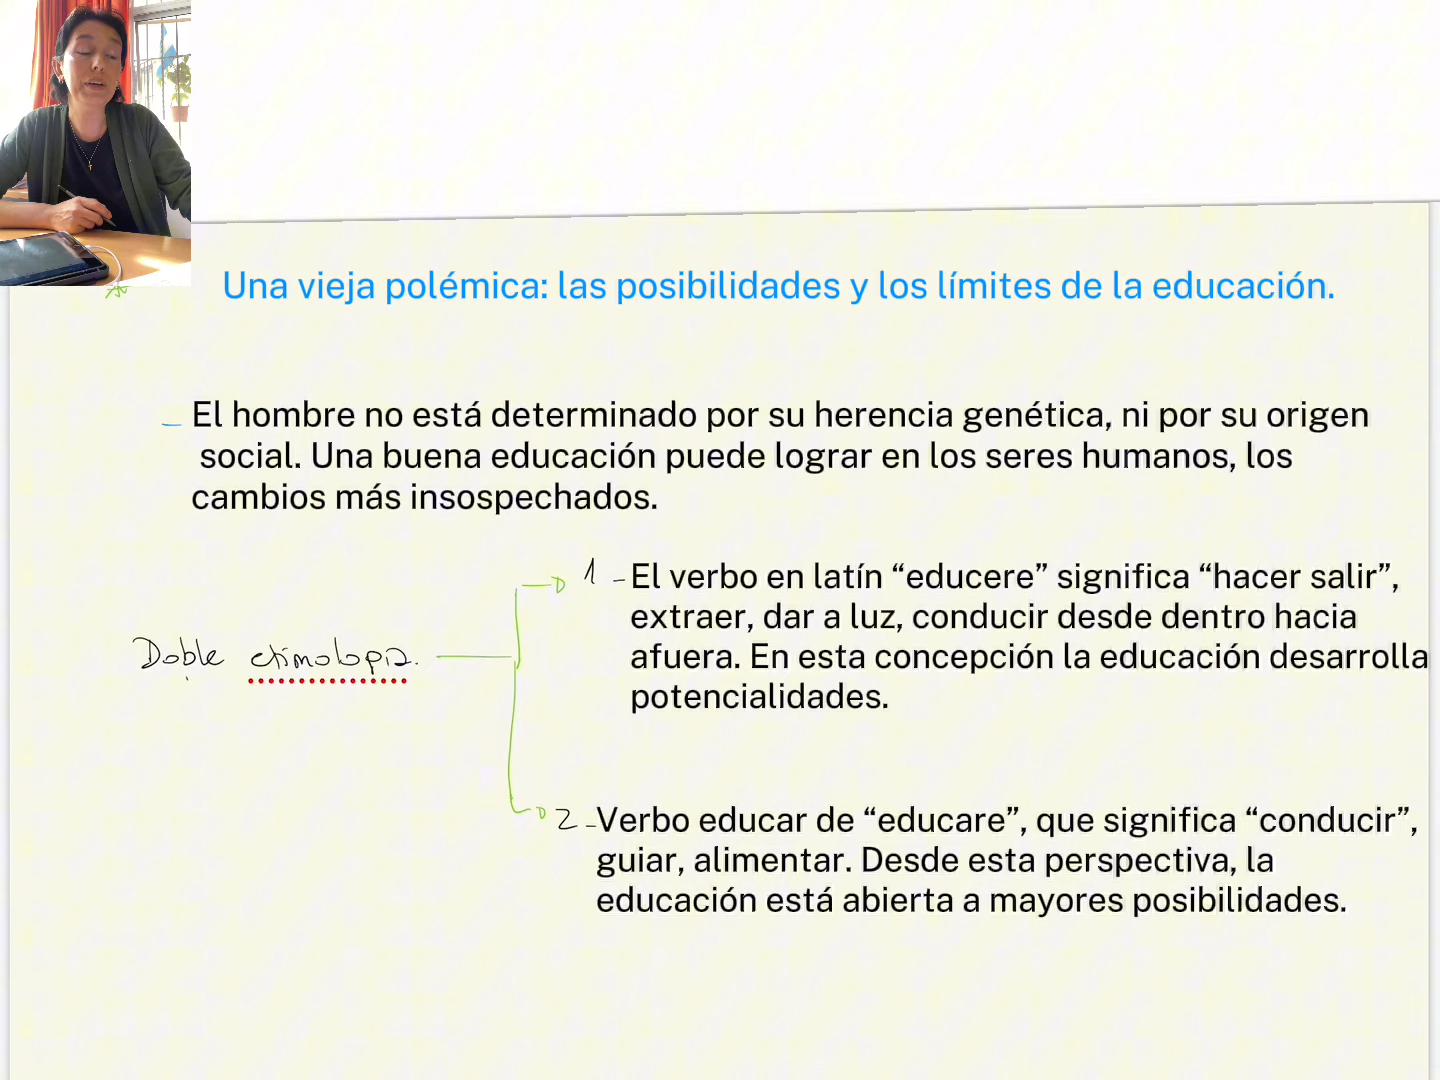 Una vieja polémica: las posibilidades y los límites de la educación.
El hombre no está determinado por su herencia genética, ni por su origen
social. Una buena educación puede lograr en los seres humanos, los
cambios más insospechados.
1 - El verbo en latín “educere” significa “hacer salir”,
extraer, dar a luz, conducir desde dentro hacia
afuera. En esta concepción la educación desarrolla
potencialidades.
Doble etimologia.
2 - Verbo educar de “educare”, que significa “conducir”,
guiar, alimentar. Desde esta perspectiva, la
educación está abierta a mayores posibilidades.